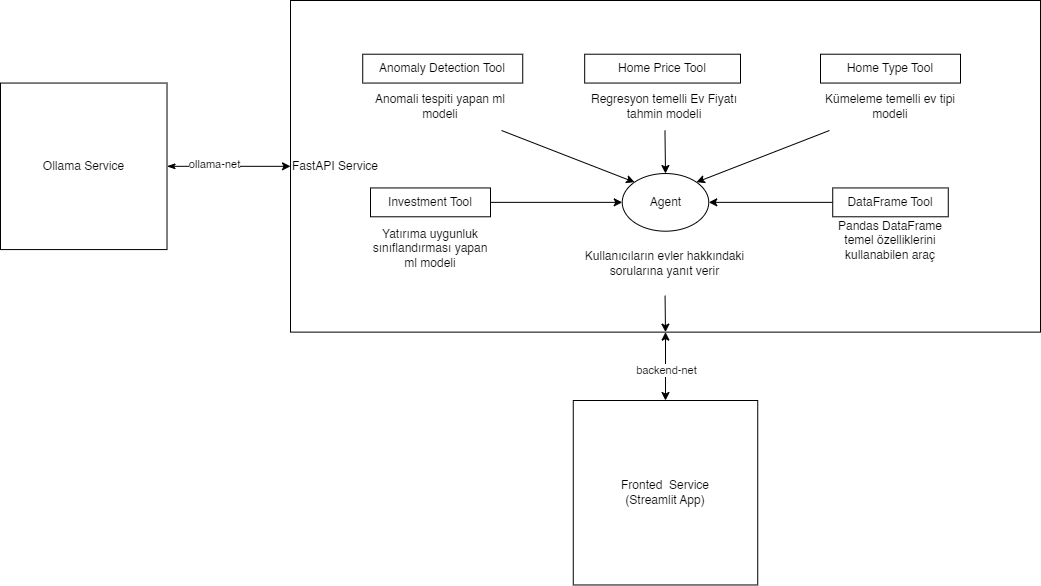 Anomaly Detection Tool
Anomali tespiti yapan ml
modeli
Home Price Tool
Regresyon temelli Ev Fiyatı
tahmin modeli
Home Type Tool
Kümeleme temelli ev tipi
modeli
Ollama Service
ollama-net
FastAPI Service
Investment Tool
Yatırıma uygunluk
sınıflandırması yapan
ml modeli
Agent
Kullanıcıların evler hakkındaki
sorularına yanıt verir
DataFrame Tool
Pandas DataFrame
temel özelliklerini
kullanabilen araç
backend-net
Fronted Service
(Streamlit App)